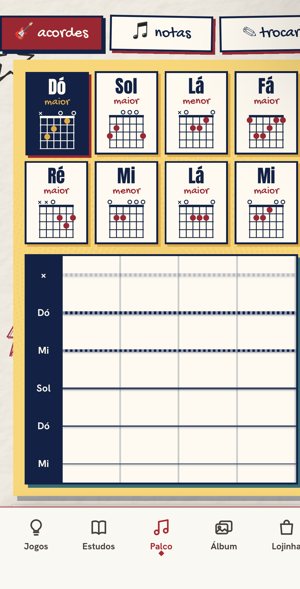 acordes notas trocar
Dó Sol Lá Fá
maior maior menor maior
x o o o o o x o o
Ré Mi Lá Mi
maior menor maior maior
x x o o o o o x o o o o o
×
Dó
Mi
Sol
Dó
Mi
Jogos Estudos Palco Álbum Lojinha